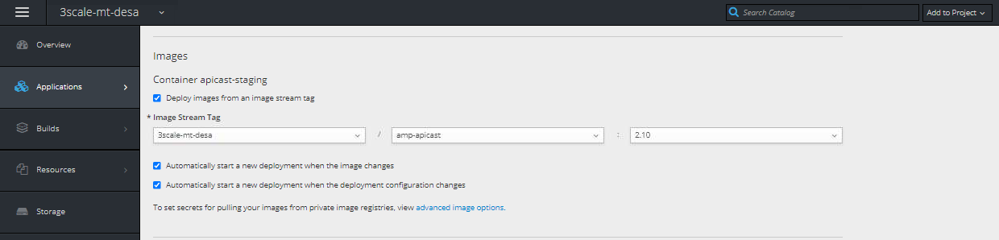 3scale-mt-desa
Search Catalog
Add to Project
Overview
Applications
Builds
Resources
Storage
Images
Container apicast-staging
Deploy images from an image stream tag
* Image Stream Tag
3scale-mt-desa / amp-apicast : 2.10
Automatically start a new deployment when the image changes
Automatically start a new deployment when the deployment configuration changes
To set secrets for pulling your images from private image registries, view advanced image options.